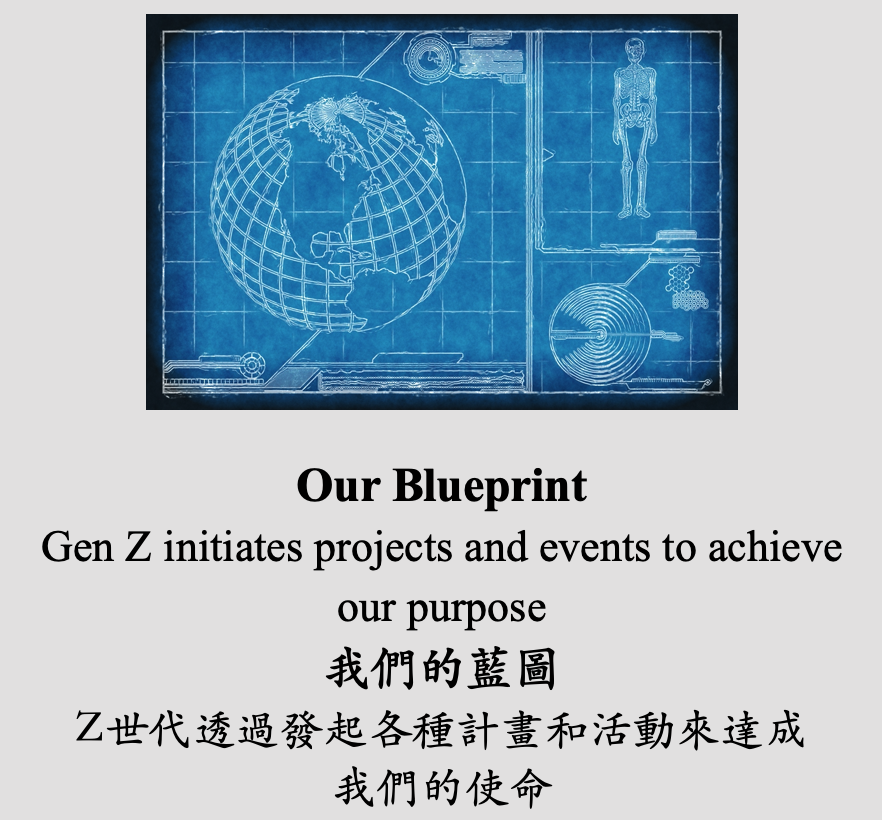 Our Blueprint
Gen Z initiates projects and events to achieve
our purpose
我們的藍圖
Z世代透過發起各種計畫和活動來達成
我們的使命